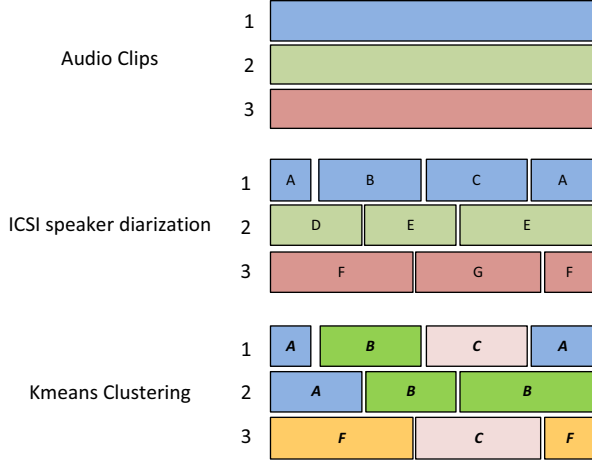 1
Audio Clips 2
3
1 A B C A
ICSI speaker diarization 2 D E E
3 F G F
1 A B C A
Kmeans Clustering 2 A B B
3 F C F